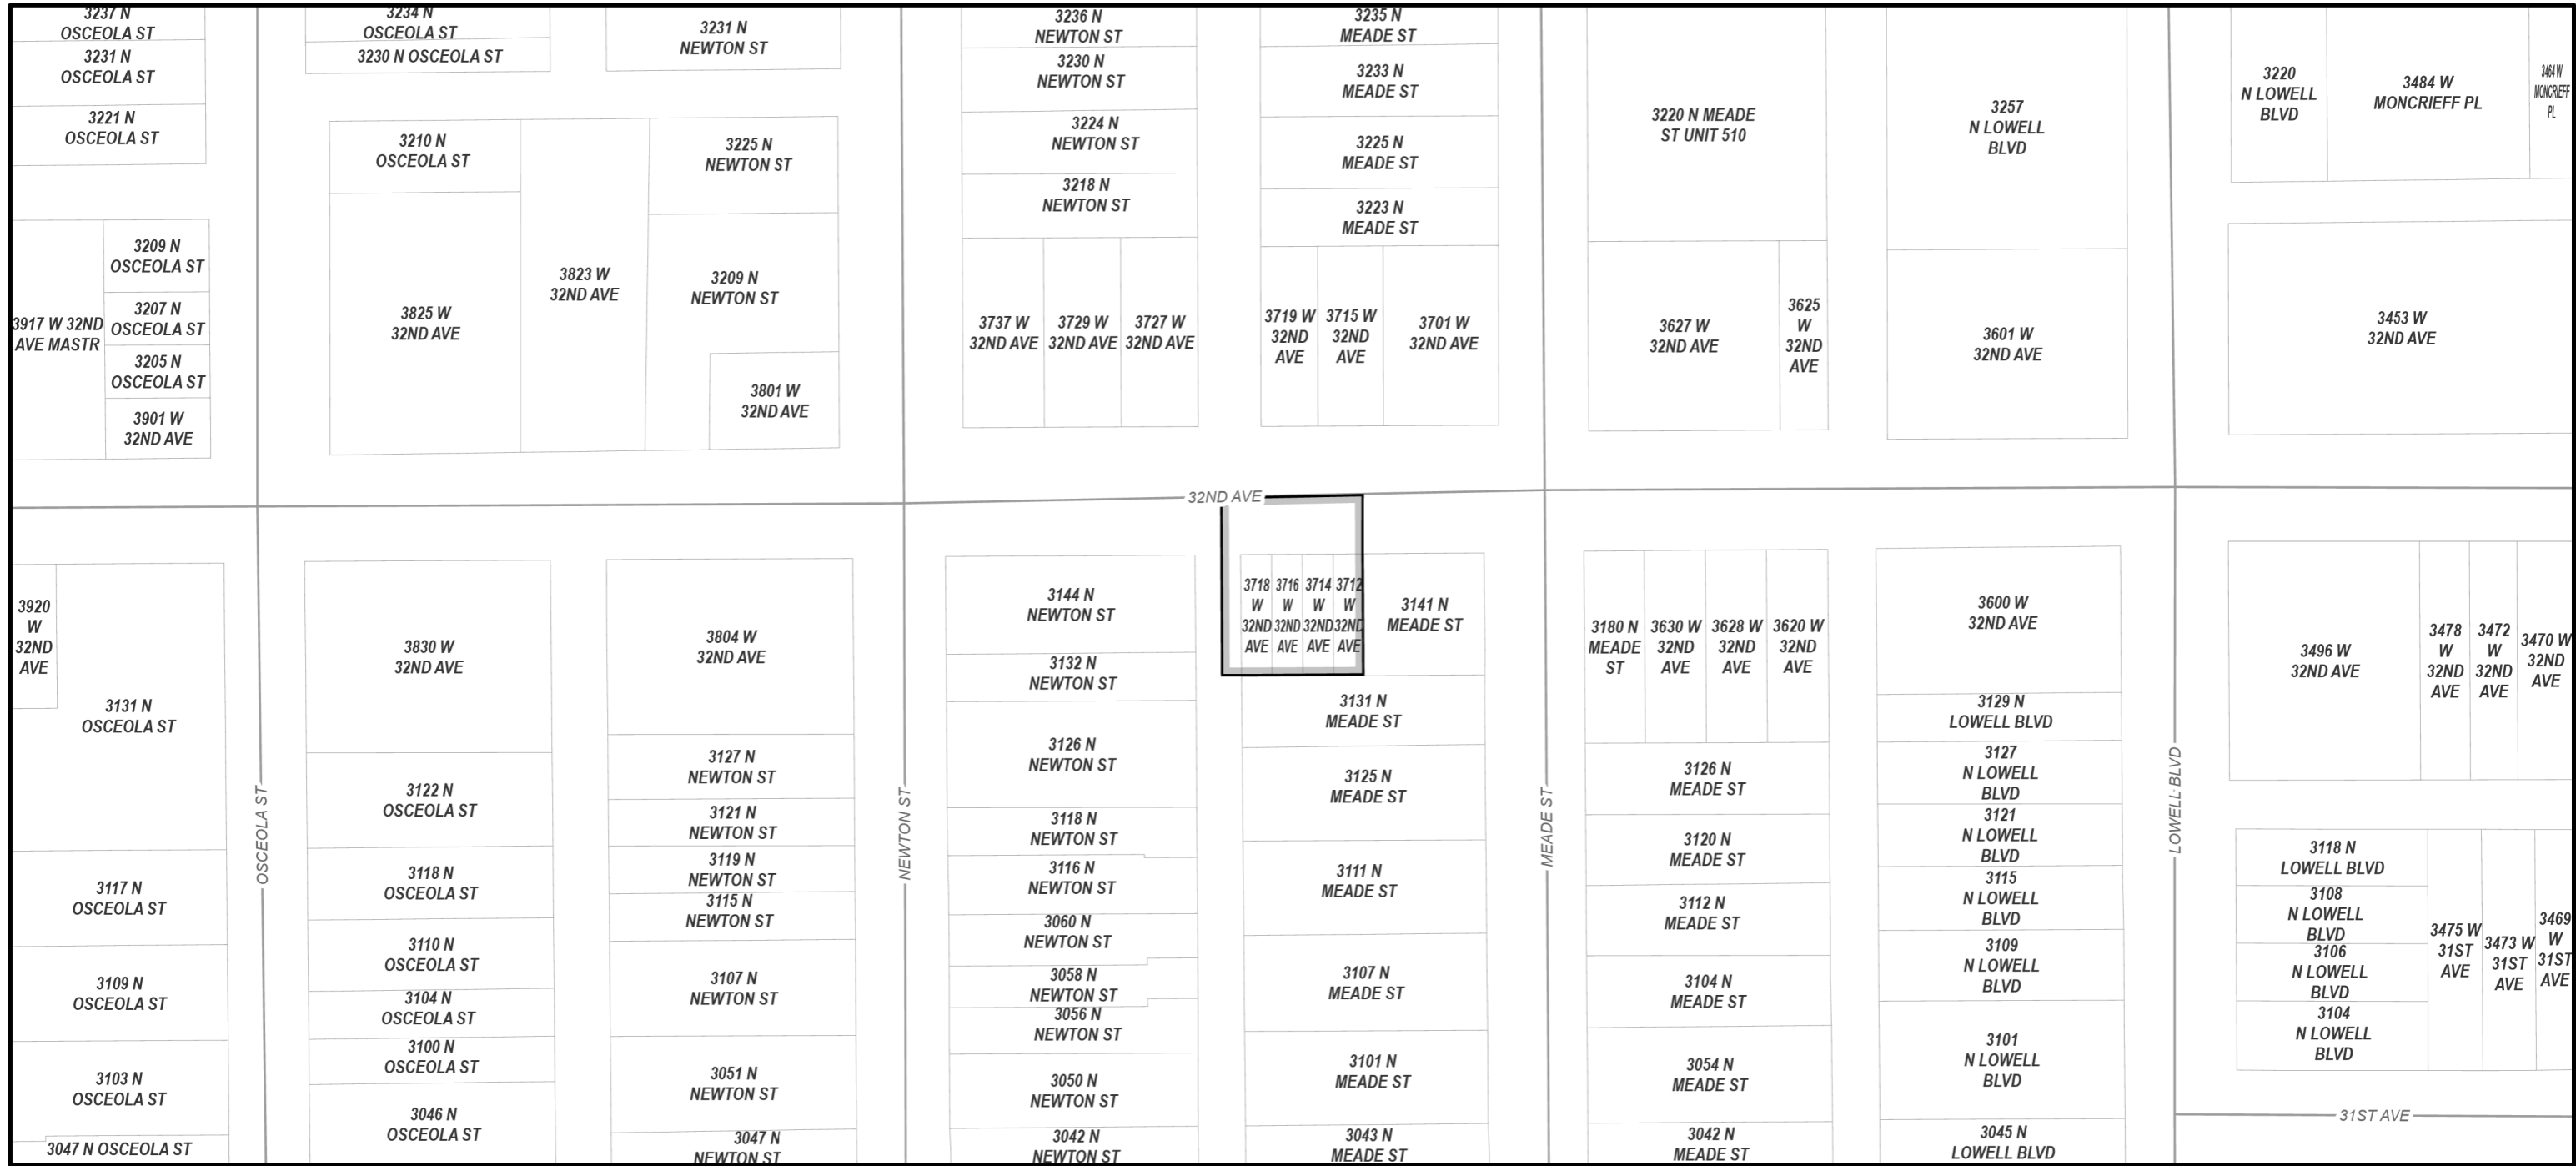 3237 N
OSCEOLA ST
3231 N
OSCEOLA ST
3221 N
OSCEOLA ST
3234 N
OSCEOLA ST
3230 N OSCEOLA ST
3231 N
NEWTON ST
3236 N
NEWTON ST
3230 N
NEWTON ST
3224 N
NEWTON ST
3218 N
NEWTON ST
3235 N
MEADE ST
3233 N
MEADE ST
3225 N
MEADE ST
3223 N
MEADE ST
3220 N MEADE
ST UNIT 510
3257
N LOWELL
BLVD
3220
N LOWELL
BLVD
3484 W
MONCRIEFF PL
3464 W
MONCRIEFF
PL
3917 W 32ND
AVE MASTR
3209 N
OSCEOLA ST
3207 N
OSCEOLA ST
3205 N
OSCEOLA ST
3901 W
32ND AVE
3210 N
OSCEOLA ST
3825 W
32ND AVE
3823 W
32ND AVE
3225 N
NEWTON ST
3209 N
NEWTON ST
3801 W
32ND AVE
3737 W
32ND AVE
3729 W
32ND AVE
3727 W
32ND AVE
3719 W
32ND
AVE
3715 W
32ND
AVE
3701 W
32ND AVE
3627 W
32ND AVE
3625
W
32ND
AVE
3601 W
32ND AVE
3453 W
32ND AVE
32ND AVE
3920
W
32ND
AVE
3131 N
OSCEOLA ST
3117 N
OSCEOLA ST
3109 N
OSCEOLA ST
3103 N
OSCEOLA ST
3047 N OSCEOLA ST
OSCEOLA ST
3830 W
32ND AVE
3122 N
OSCEOLA ST
3118 N
OSCEOLA ST
3110 N
OSCEOLA ST
3104 N
OSCEOLA ST
3100 N
OSCEOLA ST
3046 N
OSCEOLA ST
3804 W
32ND AVE
3127 N
NEWTON ST
3121 N
NEWTON ST
3119 N
NEWTON ST
3115 N
NEWTON ST
3107 N
NEWTON ST
3051 N
NEWTON ST
3047 N
NEWTON ST
NEWTON ST
3144 N
NEWTON ST
3132 N
NEWTON ST
3126 N
NEWTON ST
3118 N
NEWTON ST
3116 N
NEWTON ST
3060 N
NEWTON ST
3058 N
NEWTON ST
3056 N
NEWTON ST
3050 N
NEWTON ST
3042 N
NEWTON ST
3718
W
32ND
AVE
3716
W
32ND
AVE
3714
W
32ND
AVE
3712
W
32ND
AVE
3141 N
MEADE ST
3131 N
MEADE ST
3125 N
MEADE ST
3111 N
MEADE ST
3107 N
MEADE ST
3101 N
MEADE ST
3043 N
MEADE ST
MEADE ST
3180 N
MEADE
ST
3630 W
32ND
AVE
3628 W
32ND
AVE
3620 W
32ND
AVE
3126 N
MEADE ST
3120 N
MEADE ST
3112 N
MEADE ST
3104 N
MEADE ST
3054 N
MEADE ST
3042 N
MEADE ST
3600 W
32ND AVE
3129 N
LOWELL BLVD
3127
N LOWELL
BLVD
3121
N LOWELL
BLVD
3115
N LOWELL
BLVD
3109
N LOWELL
BLVD
3101
N LOWELL
BLVD
3045 N
LOWELL BLVD
LOWELL BLVD
3496 W
32ND AVE
3478
W
32ND
AVE
3472
W
32ND
AVE
3470 W
32ND
AVE
3118 N
LOWELL BLVD
3108
N LOWELL
BLVD
3106
N LOWELL
BLVD
3104
N LOWELL
BLVD
3475 W
31ST
AVE
3473 W
31ST
AVE
3469
W
31ST
AVE
31ST AVE